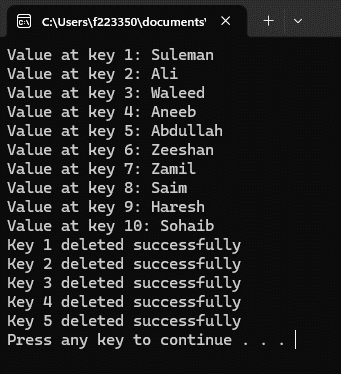 C:\Users\f223350\documents\
Value at key 1: Suleman
Value at key 2: Ali
Value at key 3: Waleed
Value at key 4: Aneeb
Value at key 5: Abdullah
Value at key 6: Zeeshan
Value at key 7: Zamil
Value at key 8: Saim
Value at key 9: Haresh
Value at key 10: Sohaib
Key 1 deleted successfully
Key 2 deleted successfully
Key 3 deleted successfully
Key 4 deleted successfully
Key 5 deleted successfully
Press any key to continue . . .